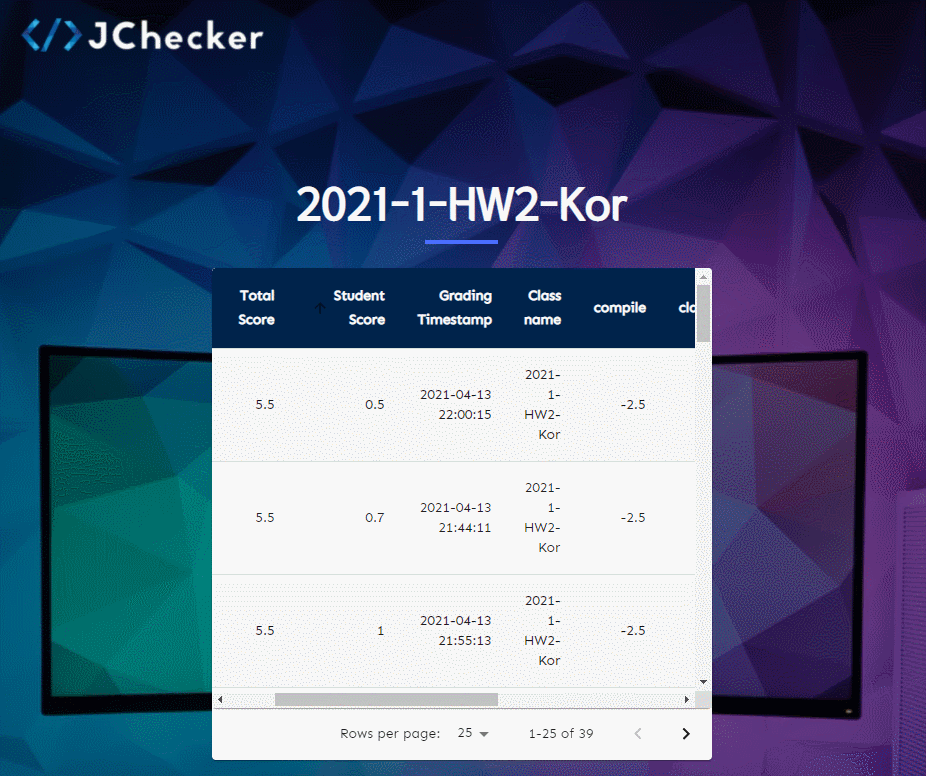 </> JChecker
2021-1-HW2-Kor
Total Score
Student Score
Grading Timestamp
Class name
compile
5.5
0.5
2021-04-13 22:00:15
2021-1-HW2-Kor
-2.5
5.5
0.7
2021-04-13 21:44:11
2021-1-HW2-Kor
-2.5
5.5
1
2021-04-13 21:55:13
2021-1-HW2-Kor
-2.5
Rows per page: 25 1-25 of 39